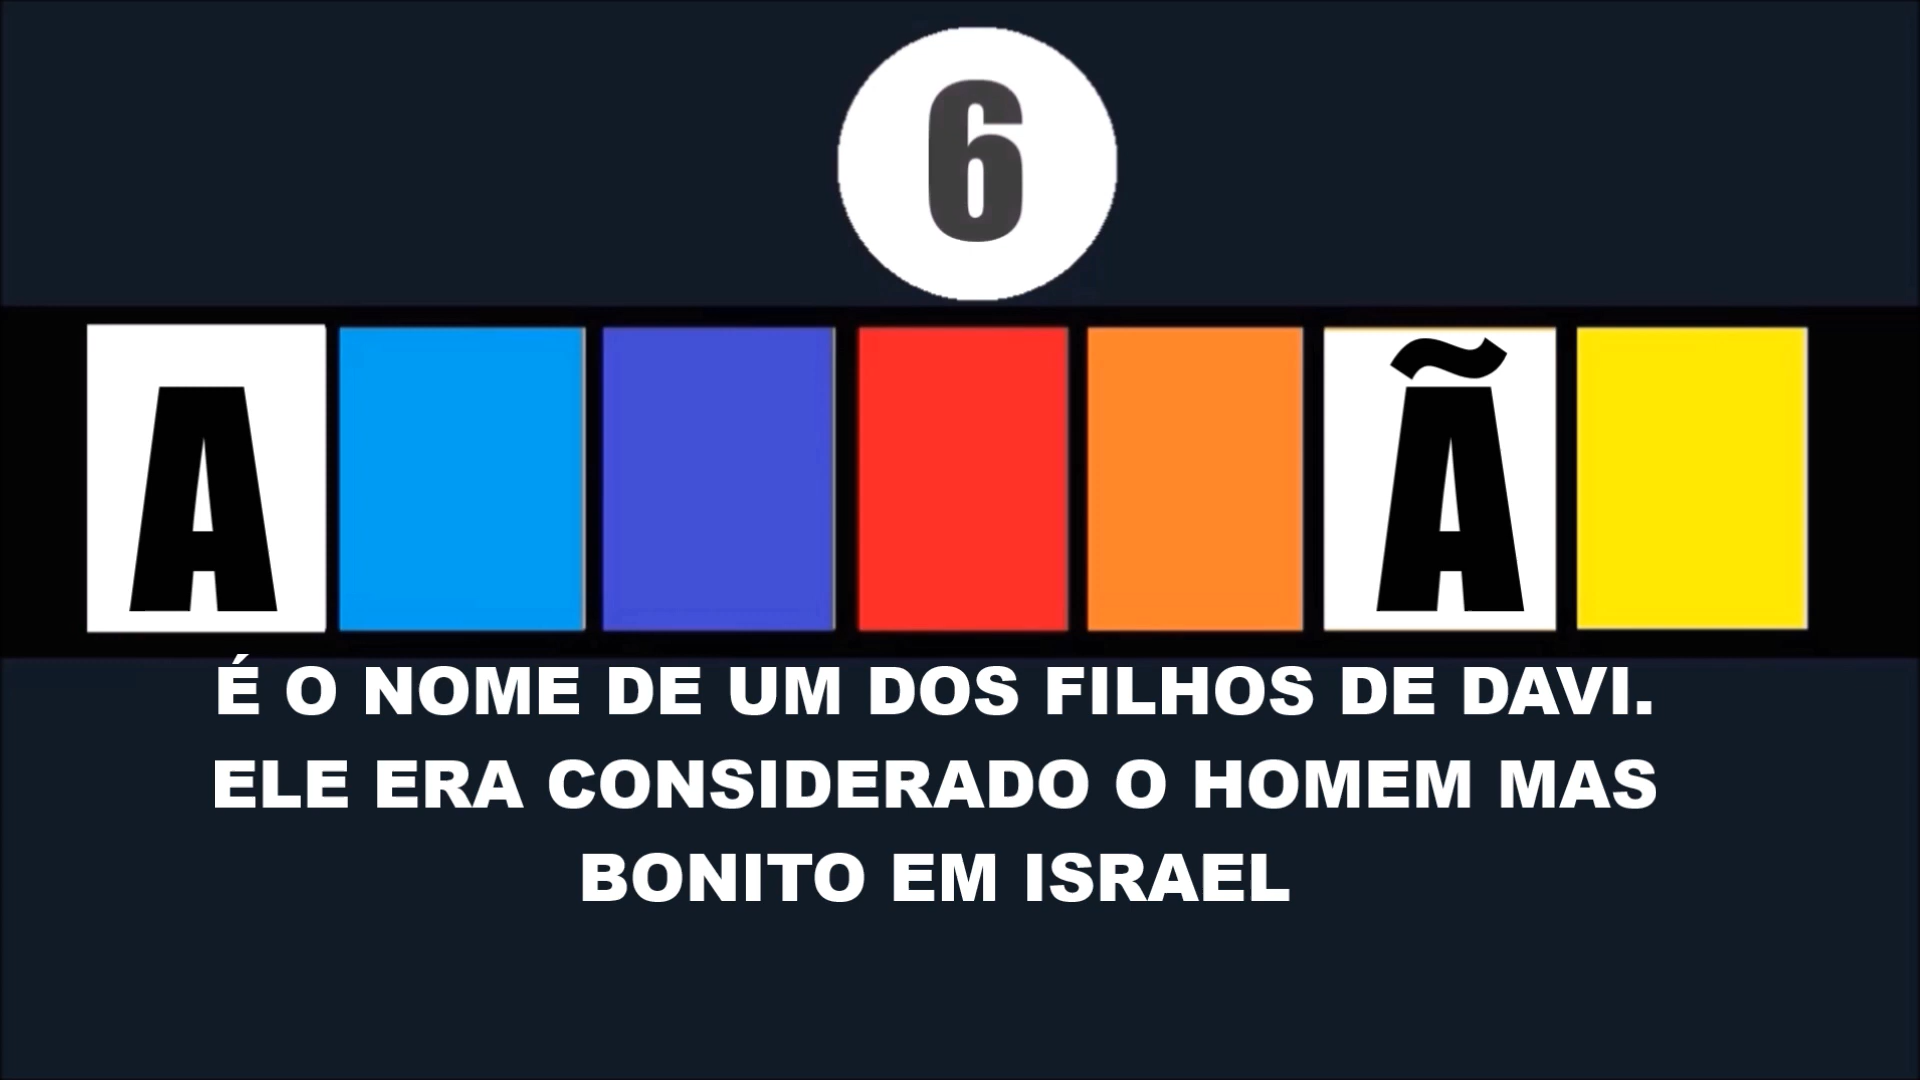 6
A Ã
É O NOME DE UM DOS FILHOS DE DAVI.
ELE ERA CONSIDERADO O HOMEM MAS
BONITO EM ISRAEL